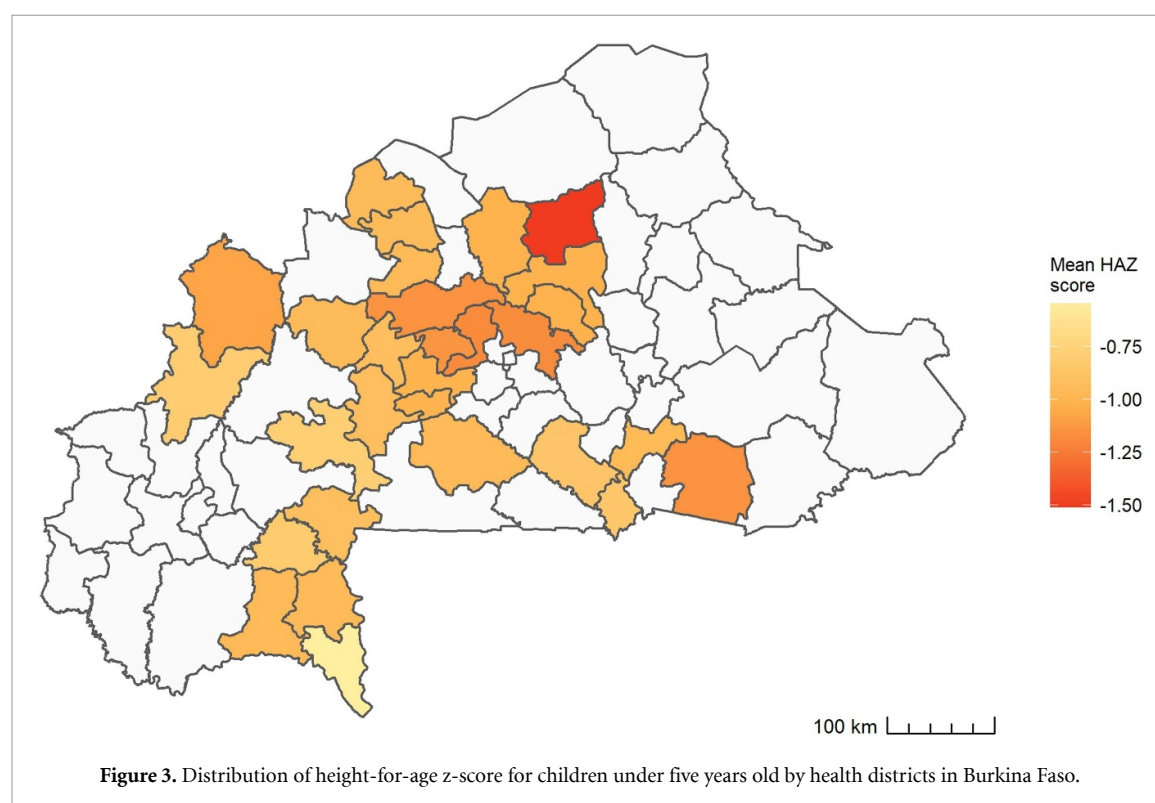 Mean HAZ
score
-0.75
-1.00
-1.25
-1.50
100 km
Figure 3. Distribution of height-for-age z-score for children under five years old by health districts in Burkina Faso.